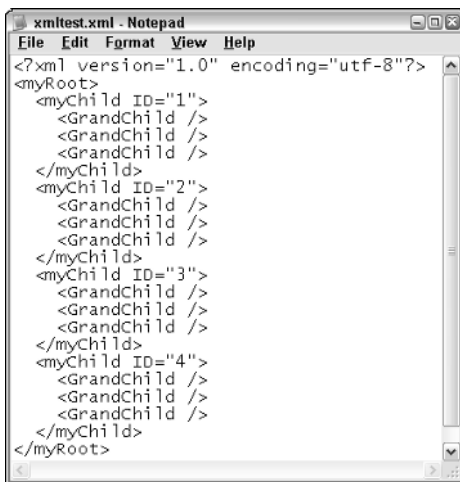 xmltest.xml - Notepad
File Edit Format View Help
<?xml version="1.0" encoding="utf-8"?>
<myRoot>
  <myChild ID="1">
    <GrandChild />
    <GrandChild />
    <GrandChild />
  </myChild>
  <myChild ID="2">
    <GrandChild />
    <GrandChild />
    <GrandChild />
  </myChild>
  <myChild ID="3">
    <GrandChild />
    <GrandChild />
    <GrandChild />
  </myChild>
  <myChild ID="4">
    <GrandChild />
    <GrandChild />
    <GrandChild />
  </myChild>
</myRoot>